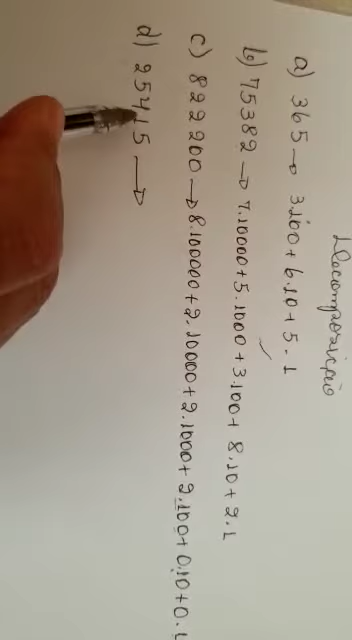 Decomposição
a) 365 → 3.100 + 6.10 + 5.1
b) 75382 → 7.10000 + 5.1000 + 3.100 + 8.10 + 2.1
c) 822200 → 8.100000 + 2.10000 + 2.1000 + 2.100 + 0.10 + 0.1
d) 25415 →